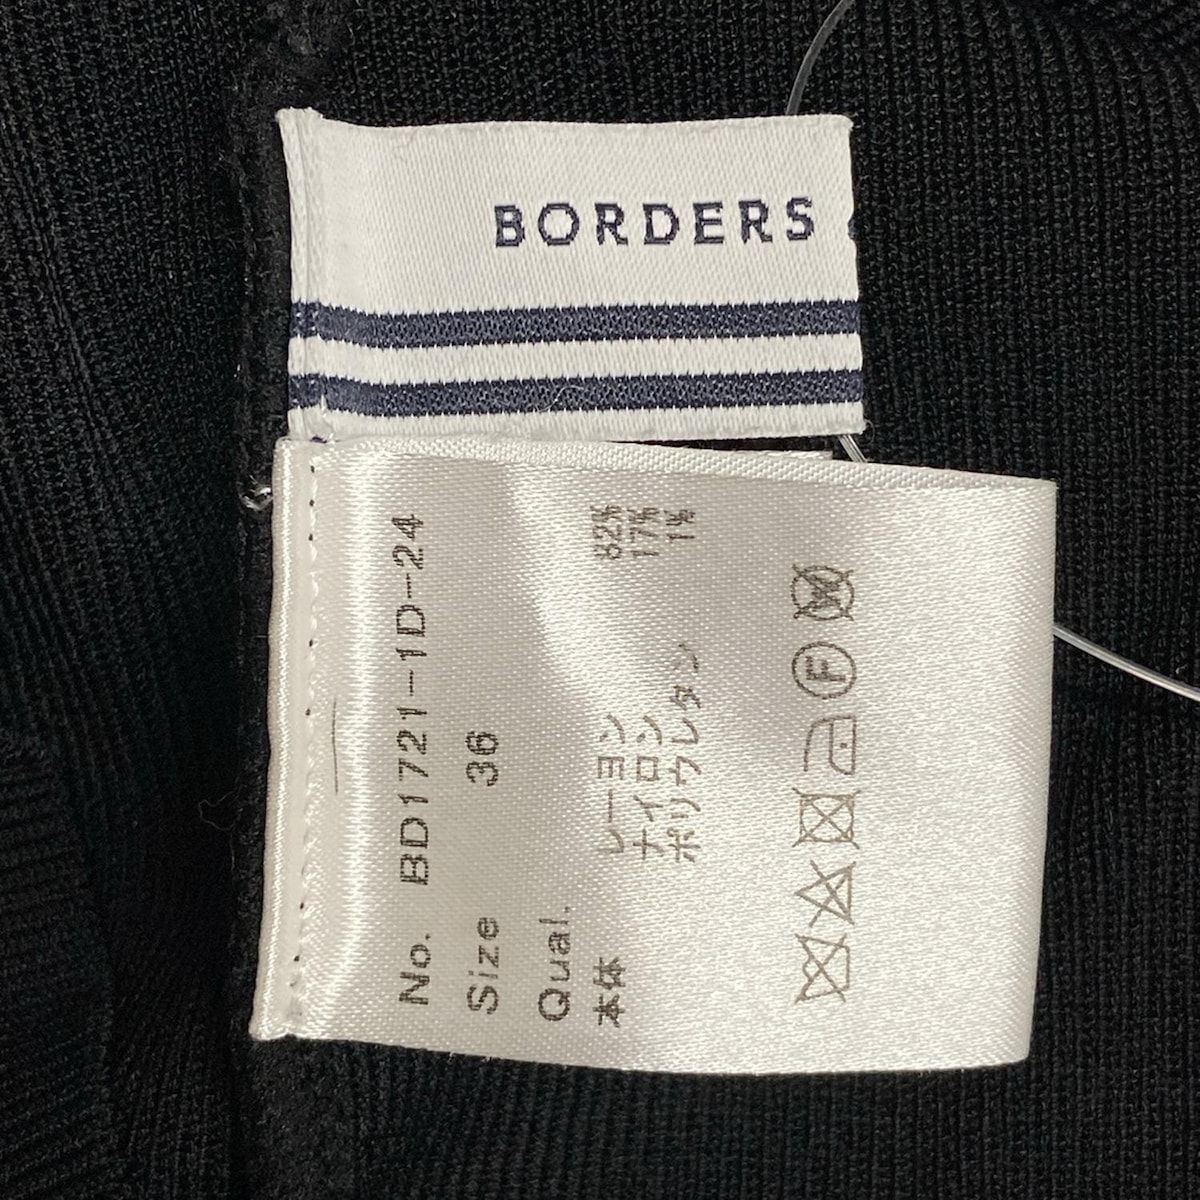 BORDERS
No. BD1721-1D-24
Size 36
Qual.
本体 レーヨン 82%
ナイロン 17%
ポリウレタン 1%
F
W